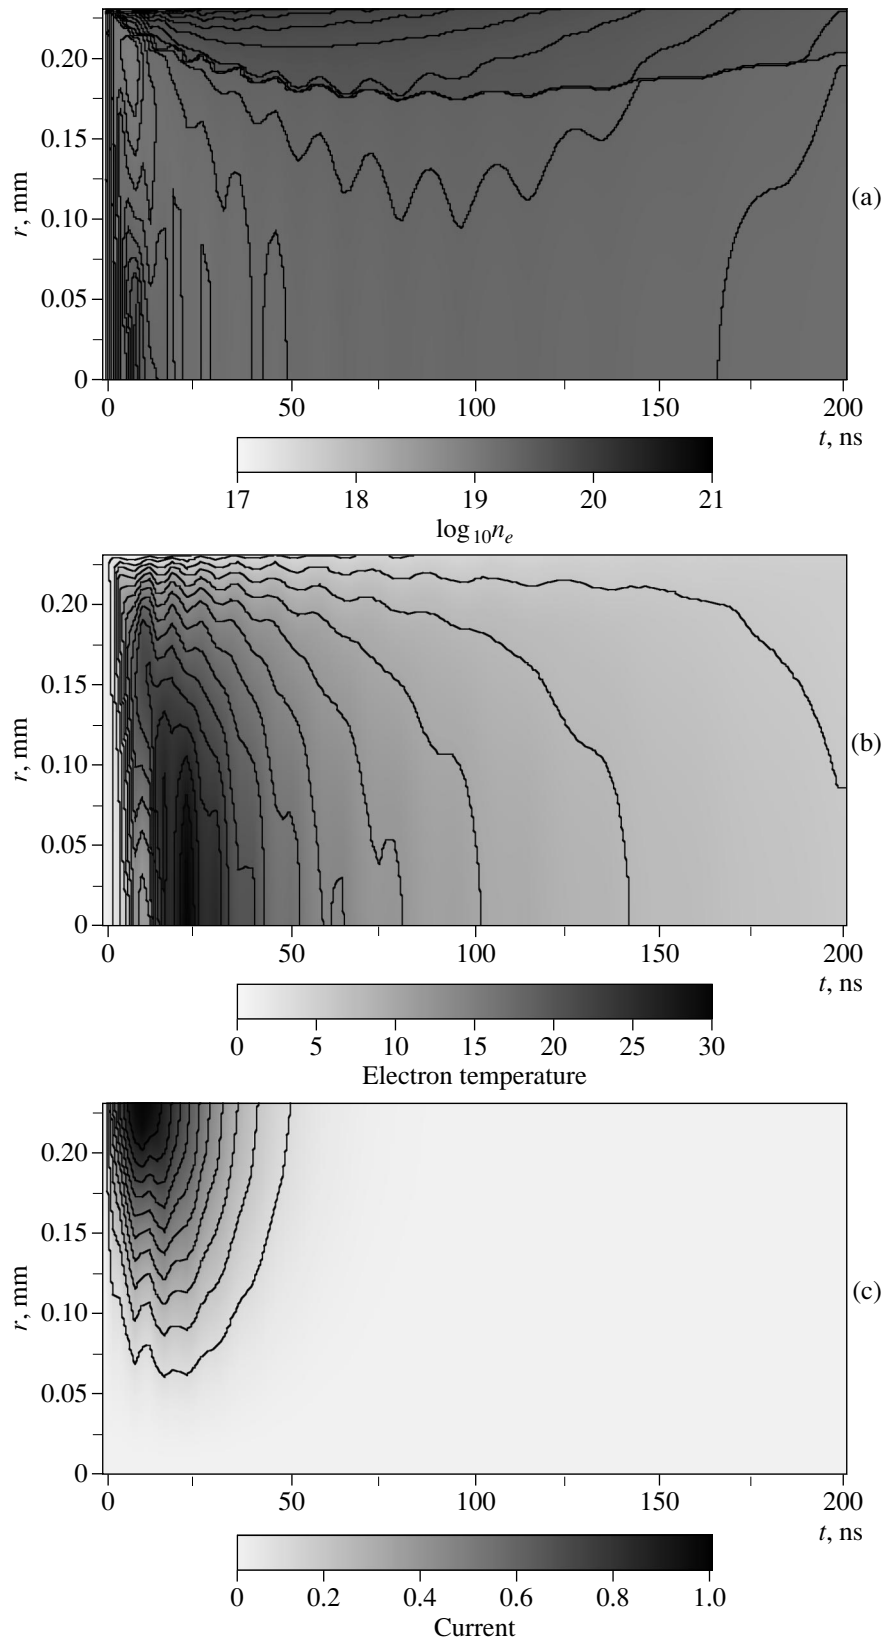 0.20
0.15
0.10
0.05
0
r, mm
(a)
0 50 100 150 200
t, ns
17 18 19 20 21
log₁₀nₑ
0.20
0.15
0.10
0.05
0
r, mm
(b)
0 50 100 150 200
t, ns
0 5 10 15 20 25 30
Electron temperature
0.20
0.15
0.10
0.05
0
r, mm
(c)
0 50 100 150 200
t, ns
0 0.2 0.4 0.6 0.8 1.0
Current